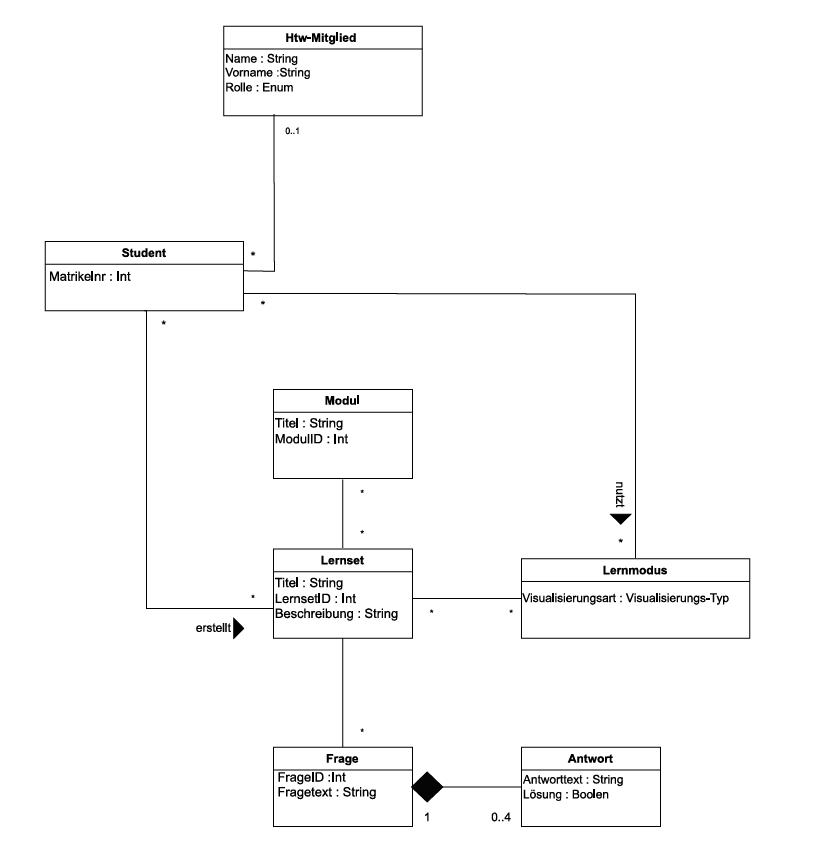 Htw-Mitglied
Name : String
Vorname :String
Rolle : Enum
0..1
Student
*
MatrikelInr : Int
*
*
Modul
Titel : String
ModulID : Int
nutzt
*
*
*
Lernset
Lernmodus
Titel : String
LernsetID : Int
Beschreibung : String
Visualisierungsart : Visualisierungs-Typ
*
*
*
erstellt
*
Frage
Antwort
FrageID :Int
Fragetext : String
Antworttext : String
Lösung : Boolen
1
0..4